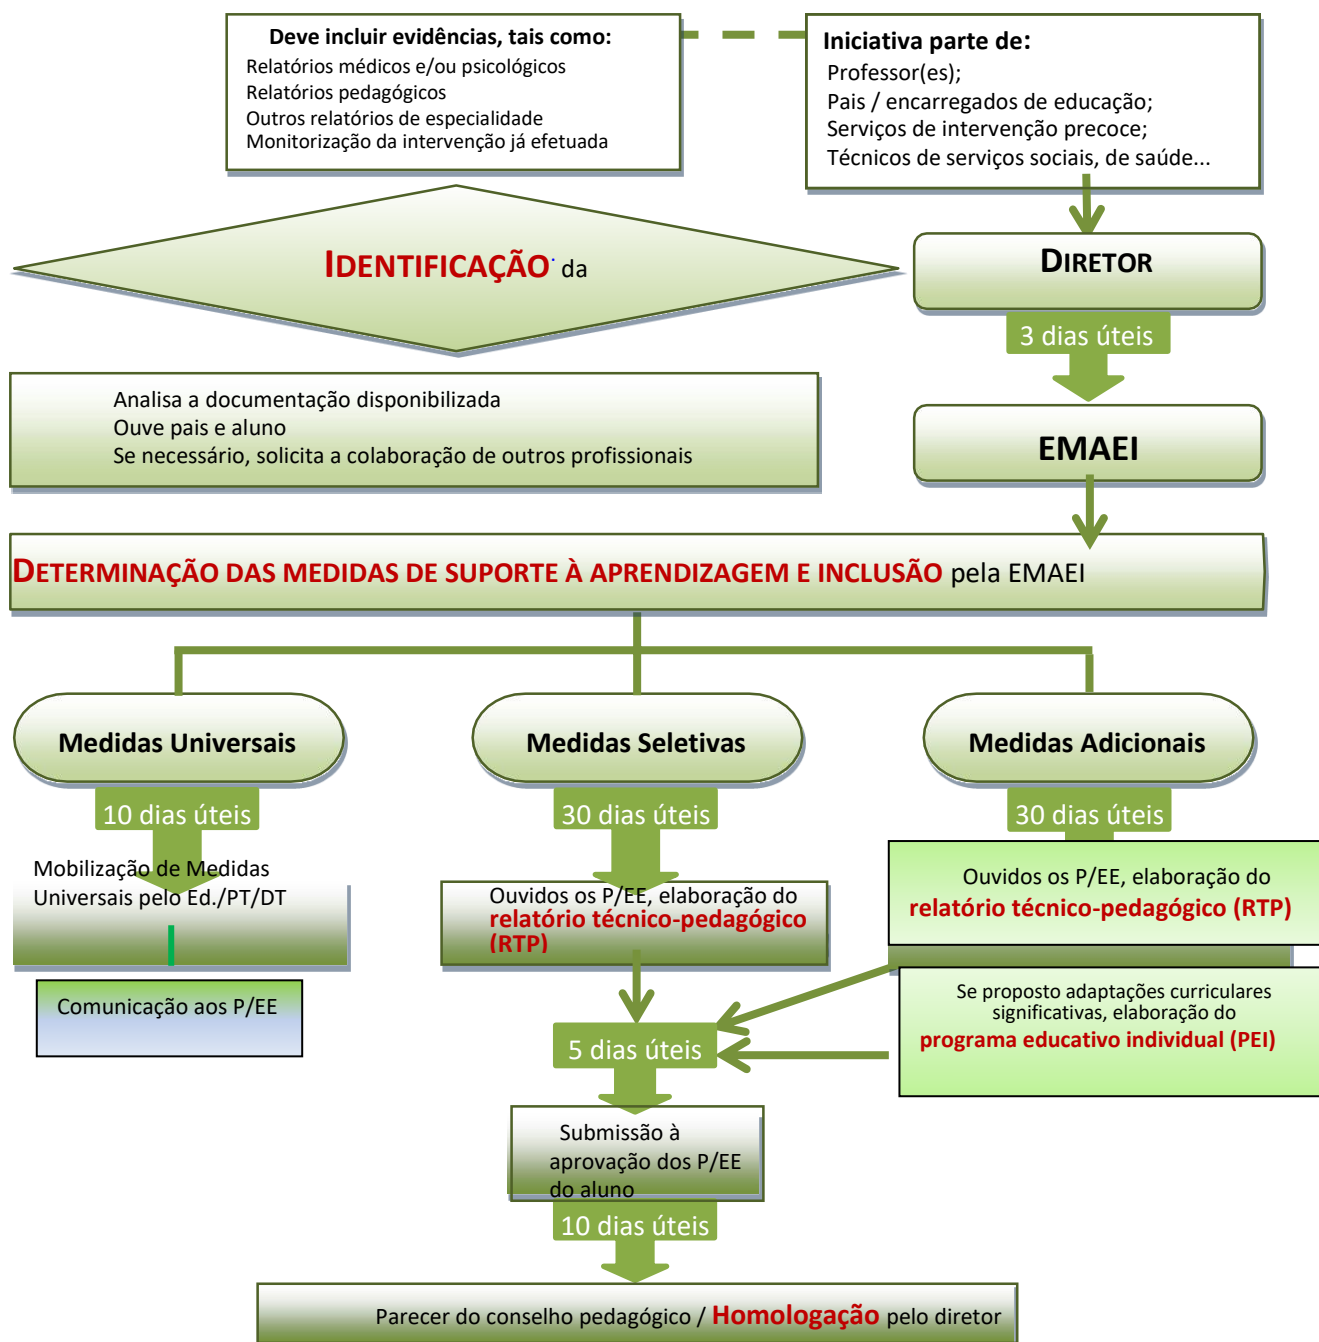 Deve incluir evidências, tais como:
Relatórios médicos e/ou psicológicos
Relatórios pedagógicos
Outros relatórios de especialidade
Monitorização da intervenção já efetuada
Iniciativa parte de:
Professor(es);
Pais / encarregados de educação;
Serviços de intervenção precoce;
Técnicos de serviços sociais, de saúde...
IDENTIFICAÇÃO da
DIRETOR
3 dias úteis
Analisa a documentação disponibilizada
Ouve pais e aluno
Se necessário, solicita a colaboração de outros profissionais
EMAEI
DETERMINAÇÃO DAS MEDIDAS DE SUPORTE À APRENDIZAGEM E INCLUSÃO pela EMAEI
Medidas Universais
Medidas Seletivas
Medidas Adicionais
10 dias úteis
30 dias úteis
30 dias úteis
Mobilização de Medidas
Universais pelo Ed./PT/DT
Comunicação aos P/EE
Ouvidos os P/EE, elaboração do
relatório técnico-pedagógico
(RTP)
Ouvidos os P/EE, elaboração do
relatório técnico-pedagógico (RTP)
Se proposto adaptações curriculares
significativas, elaboração do
programa educativo individual (PEI)
5 dias úteis
Submissão à
aprovação dos P/EE
do aluno
10 dias úteis
Parecer do conselho pedagógico / Homologação pelo diretor